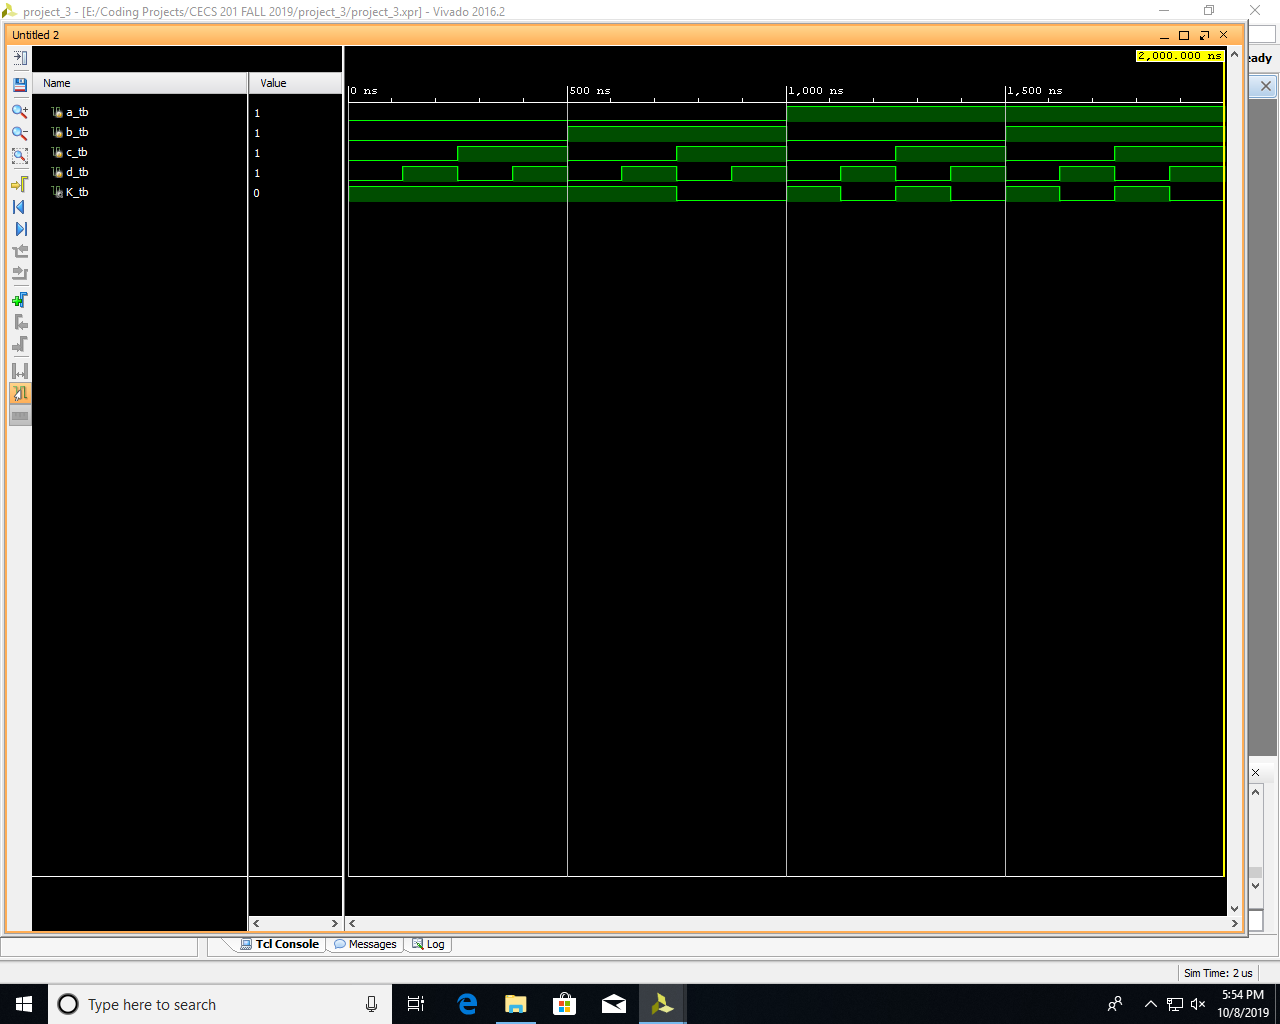 project_3 - [E:/Coding Projects/CECS 201 FALL 2019/project_3/project_3.xpr] - Vivado 2016.2
Untitled 2
eady
2,000.000 ns
Name Value
0 ns 500 ns 1,000 ns 1,500 ns
a_tb 1
b_tb 1
c_tb 1
d_tb 1
K_tb 0
Tcl Console Messages Log
Sim Time: 2 us
Type here to search
5:54 PM
10/8/2019